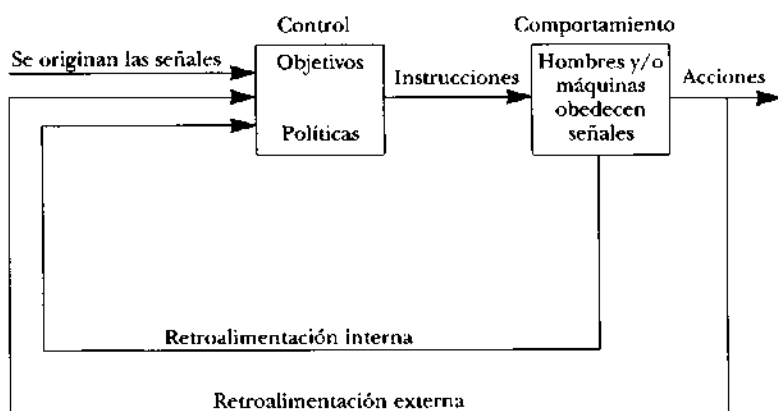 Control
Comportamiento
Se originan las señales
Objetivos
Políticas
Instrucciones
Hombres y/o
máquinas
obedecen
señales
Acciones
Retroalimentación interna
Retroalimentación externa